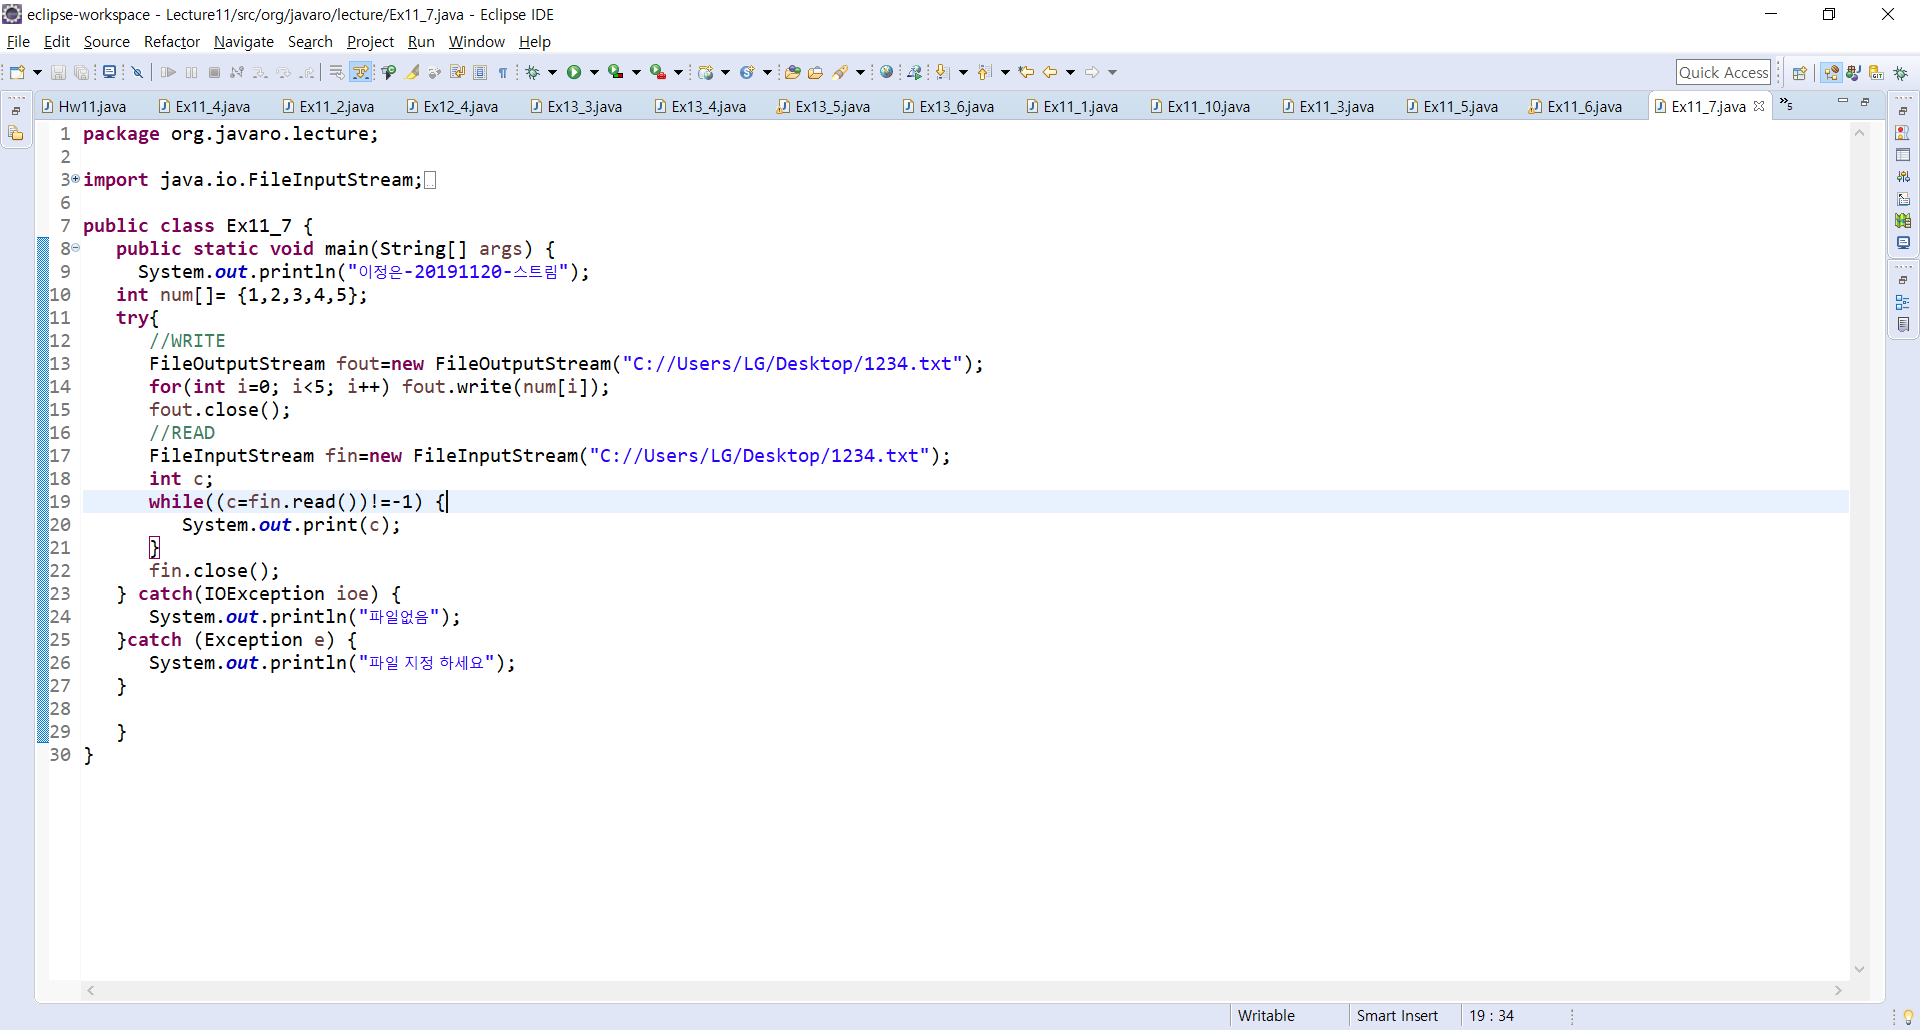 eclipse-workspace - Lecture11/src/org/javaro/lecture/Ex11_7.java - Eclipse IDE
File Edit Source Refactor Navigate Search Project Run Window Help
Quick Access
Hw11.java Ex11_4.java Ex11_2.java Ex12_4.java Ex13_3.java Ex13_4.java Ex13_5.java Ex13_6.java Ex11_1.java Ex11_10.java Ex11_3.java Ex11_5.java Ex11_6.java Ex11_7.java »5
1 package org.javaro.lecture;
2
3 import java.io.FileInputStream;
6
7 public class Ex11_7 {
8 public static void main(String[] args) {
9 System.out.println("이정은-20191120-스트림");
10 int num[]= {1,2,3,4,5};
11 try{
12 //WRITE
13 FileOutputStream fout=new FileOutputStream("C://Users/LG/Desktop/1234.txt");
14 for(int i=0; i<5; i++) fout.write(num[i]);
15 fout.close();
16 //READ
17 FileInputStream fin=new FileInputStream("C://Users/LG/Desktop/1234.txt");
18 int c;
19 while((c=fin.read())!=-1) {
20 System.out.print(c);
21 }
22 fin.close();
23 } catch(IOException ioe) {
24 System.out.println("파일없음");
25 }catch (Exception e) {
26 System.out.println("파일 지정 하세요");
27 }
28
29 }
30 }
Writable Smart Insert 19 : 34